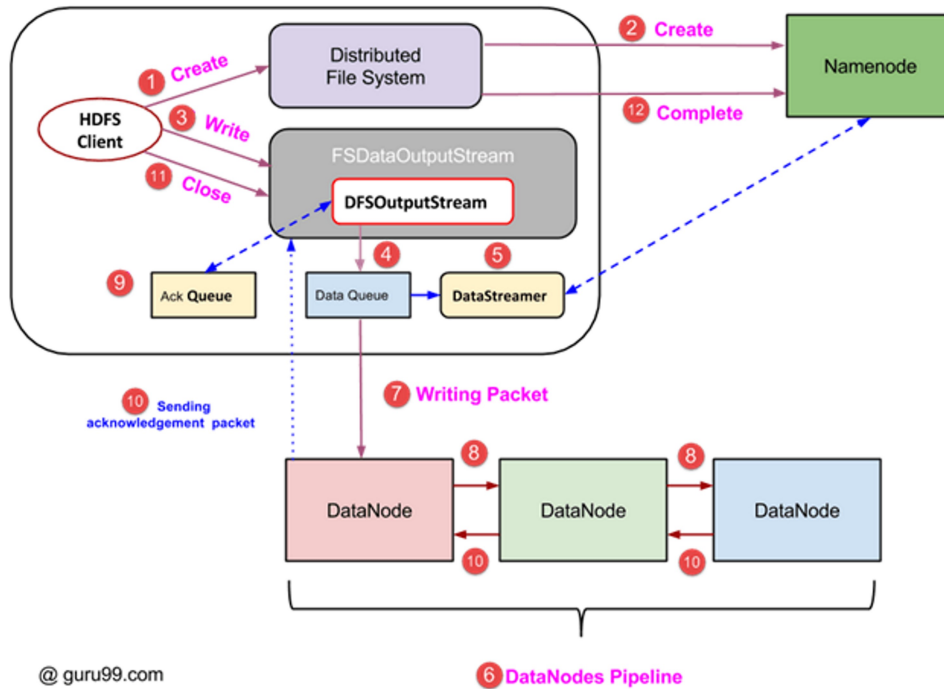 2 Create
Distributed
File System
Namenode
1 Create
12 Complete
HDFS
Client
3 Write
FSDataOutputStream
11 Close
DFSOutputStream
4
5
9
Ack Queue
Data Queue
DataStreamer
7 Writing Packet
10 Sending
acknowledgement packet
8
8
DataNode
DataNode
DataNode
10
10
@ guru99.com
6 DataNodes Pipeline